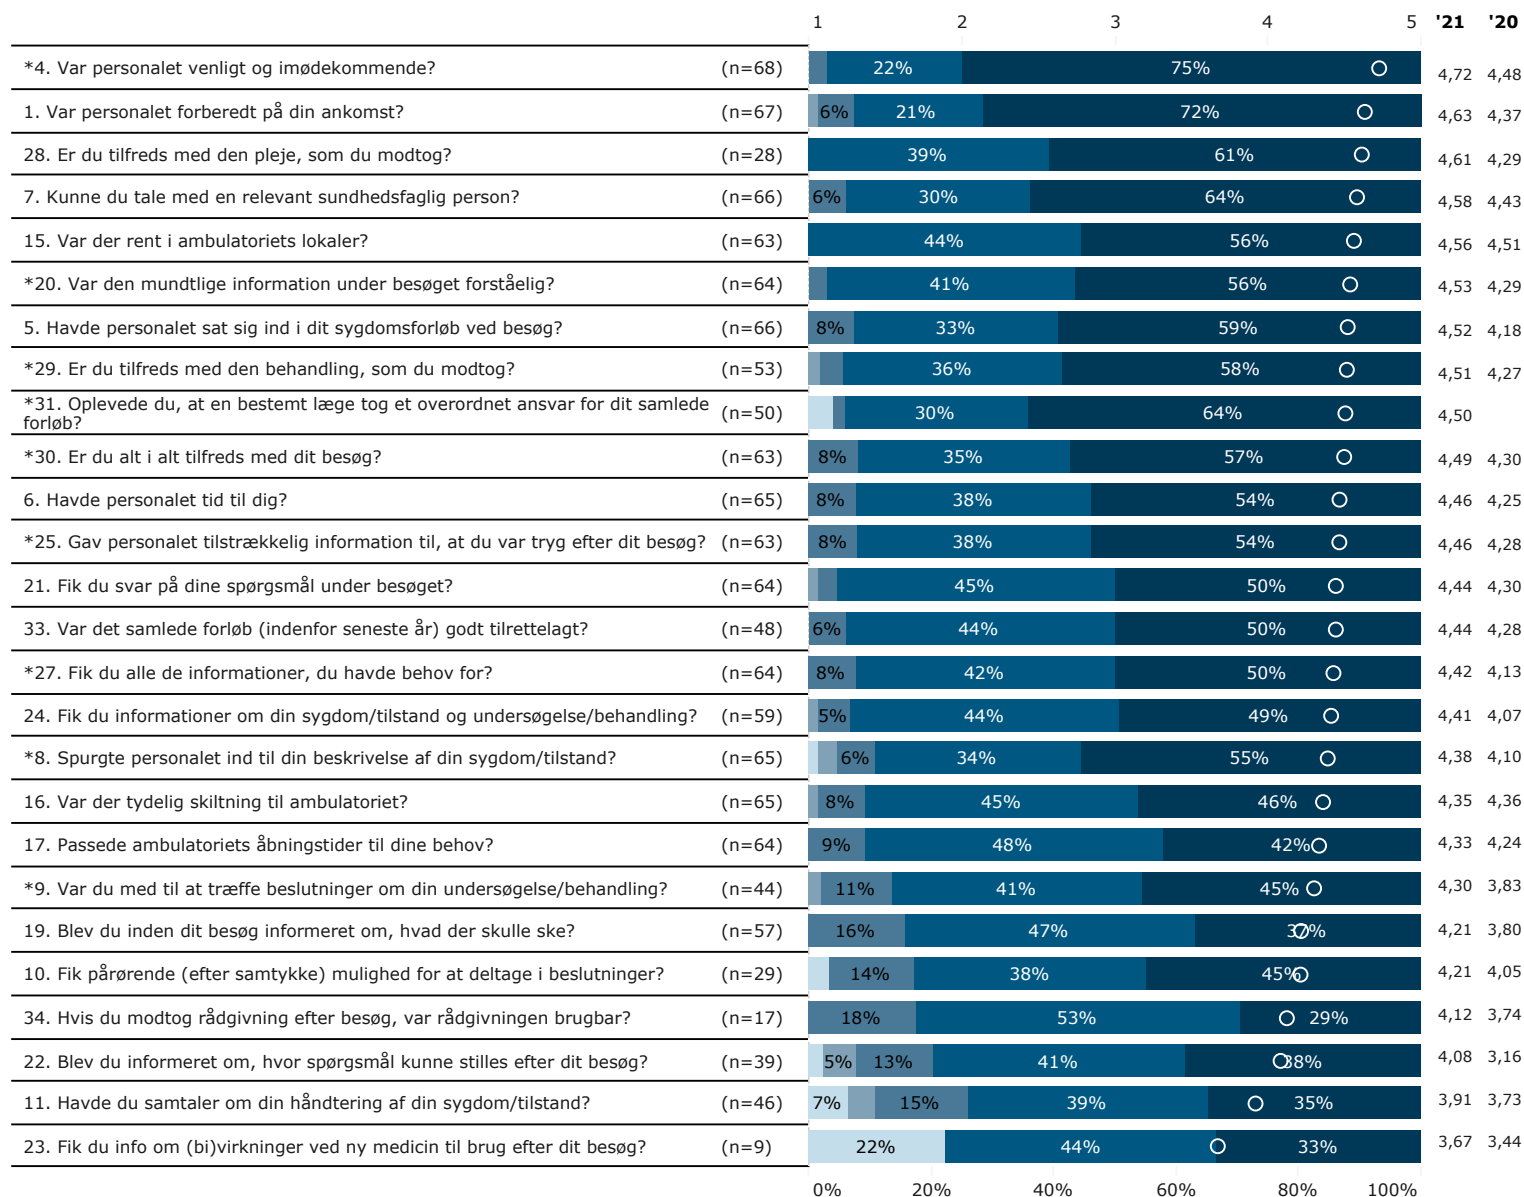 1 2 3 4 5 '21 '20
*4. Var personalet venligt og imødekommende? (n=68) 22% 75% 4,72 4,48
1. Var personalet forberedt på din ankomst? (n=67) 6% 21% 72% 4,63 4,37
28. Er du tilfreds med den pleje, som du modtog? (n=28) 39% 61% 4,61 4,29
7. Kunne du tale med en relevant sundhedsfaglig person? (n=66) 6% 30% 64% 4,58 4,43
15. Var der rent i ambulatoriets lokaler? (n=63) 44% 56% 4,56 4,51
*20. Var den mundtlige information under besøget forståelig? (n=64) 41% 56% 4,53 4,29
5. Havde personalet sat sig ind i dit sygdomsforløb ved besøg? (n=66) 8% 33% 59% 4,52 4,18
*29. Er du tilfreds med den behandling, som du modtog? (n=53) 36% 58% 4,51 4,27
*31. Oplevede du, at en bestemt læge tog et overordnet ansvar for dit samlede
forløb? (n=50) 30% 64% 4,50
*30. Er du alt i alt tilfreds med dit besøg? (n=63) 8% 35% 57% 4,49 4,30
6. Havde personalet tid til dig? (n=65) 8% 38% 54% 4,46 4,25
*25. Gav personalet tilstrækkelig information til, at du var tryg efter dit besøg? (n=63) 8% 38% 54% 4,46 4,28
21. Fik du svar på dine spørgsmål under besøget? (n=64) 45% 50% 4,44 4,30
33. Var det samlede forløb (indenfor seneste år) godt tilrettelagt? (n=48) 6% 44% 50% 4,44 4,28
*27. Fik du alle de informationer, du havde behov for? (n=64) 8% 42% 50% 4,42 4,13
24. Fik du informationer om din sygdom/tilstand og undersøgelse/behandling? (n=59) 5% 44% 49% 4,41 4,07
*8. Spurgte personalet ind til din beskrivelse af din sygdom/tilstand? (n=65) 6% 34% 55% 4,38 4,10
16. Var der tydelig skiltning til ambulatoriet? (n=65) 8% 45% 46% 4,35 4,36
17. Passede ambulatoriets åbningstider til dine behov? (n=64) 9% 48% 42% 4,33 4,24
*9. Var du med til at træffe beslutninger om din undersøgelse/behandling? (n=44) 11% 41% 45% 4,30 3,83
19. Blev du inden dit besøg informeret om, hvad der skulle ske? (n=57) 16% 47% 37% 4,21 3,80
10. Fik pårørende (efter samtykke) mulighed for at deltage i beslutninger? (n=29) 14% 38% 45% 4,21 4,05
34. Hvis du modtog rådgivning efter besøg, var rådgivningen brugbar? (n=17) 18% 53% 29% 4,12 3,74
22. Blev du informeret om, hvor spørgsmål kunne stilles efter dit besøg? (n=39) 5% 13% 41% 38% 4,08 3,16
11. Havde du samtaler om din håndtering af din sygdom/tilstand? (n=46) 7% 15% 39% 35% 3,91 3,73
23. Fik du info om (bi)virkninger ved ny medicin til brug efter dit besøg? (n=9) 22% 44% 33% 3,67 3,44
0% 20% 40% 60% 80% 100%